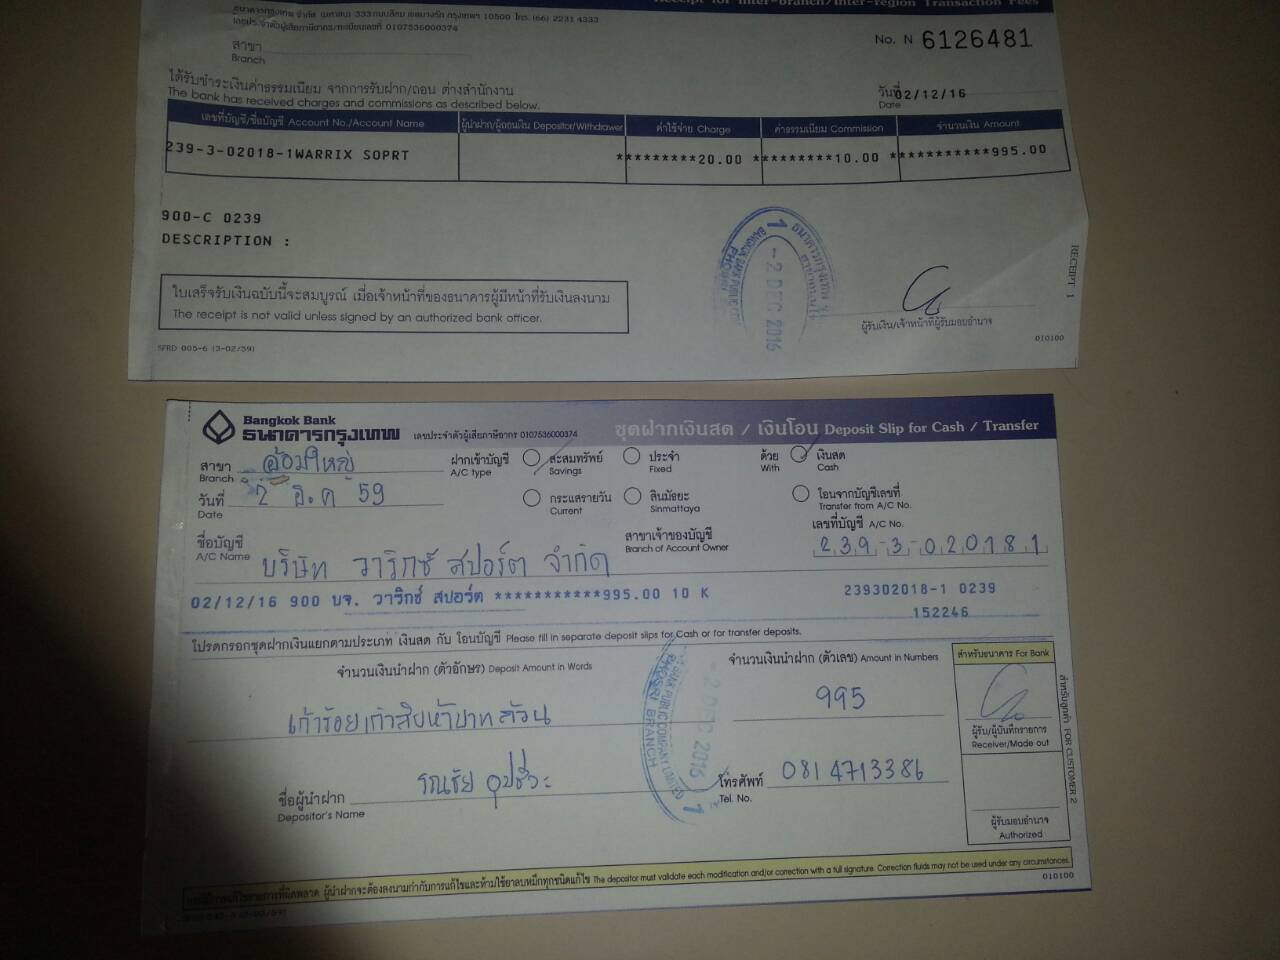 Receipt for Inter-branch/Inter-region Transaction Fees
ธนาคารกรุงเทพ จำกัด (มหาชน) 333 ถนนสีลม เขตบางรัก กรุงเทพฯ 10500 โทร. (66) 2231 4333
เลขประจำตัวผู้เสียภาษีอากร/ทะเบียนเลขที่ 0107536000374
สาขา
Branch
No. N 6126481
ได้รับชำระเงินค่าธรรมเนียม จากการรับฝาก/ถอน ต่างสำนักงาน
The bank has received charges and commissions as described below.
วันที่ 02/12/16
Date
เลขที่บัญชี/ชื่อบัญชี Account No./Account Name ผู้นำฝาก/ผู้ถอนเงิน Depositor/Withdrawer ค่าใช้จ่าย Charge ค่าธรรมเนียม Commission จำนวนเงิน Amount
239-3-02018-1WARRIX SOPRT *********20.00 *********10.00 ***********995.00
900-C 0239
DESCRIPTION :
-2 DEC 2016
ใบเสร็จรับเงินฉบับนี้จะสมบูรณ์ เมื่อเจ้าหน้าที่ของธนาคารผู้มีหน้าที่รับเงินลงนาม
The receipt is not valid unless signed by an authorized bank officer.
ผู้รับเงิน/เจ้าหน้าที่ผู้รับมอบอำนาจ
RECEIPT 1
SFRD 005-6 (3-02/59)
010100
Bangkok Bank
ธนาคารกรุงเทพ
เลขประจำตัวผู้เสียภาษีอากร 0107536000374
ชุดฝากเงินสด / เงินโอน Deposit Slip for Cash / Transfer
สาขา อ้อมใหญ่
Branch
ฝากเข้าบัญชี
A/C type
สะสมทรัพย์
Savings
ประจำ
Fixed
ด้วย
With
เงินสด
Cash
วันที่ 2 ธ.ค 59
Date
กระแสรายวัน
Current
สินมัธยะ
Sinmattaya
โอนจากบัญชีเลขที่
Transfer from A/C No.
ชื่อบัญชี
A/C Name
บริษัท วาริกซ์ สปอร์ต จำกัด
สาขาเจ้าของบัญชี
Branch of Account Owner
เลขที่บัญชี A/C No.
239-3-020181
02/12/16 900 บจ. วาริกซ์ สปอร์ต ***********995.00 10 K 239302018-1 0239
152246
โปรดกรอกชุดฝากเงินแยกตามประเภท เงินสด กับ โอนบัญชี Please fill in separate deposit slips for Cash or for transfer deposits.
จำนวนเงินนำฝาก (ตัวอักษร) Deposit Amount in Words
จำนวนเงินนำฝาก (ตัวเลข) Amount in Numbers
สำหรับธนาคาร For Bank
เก้าร้อยเก้าสิบห้าบาทล้วน
995
ผู้รับ/ผู้บันทึกรายการ
Receiver/Made out
BRANCH
-2 DEC 2016
ชื่อผู้นำฝาก
Depositor's Name
โทรศัพท์ 0814713386
Tel. No.
ผู้รับมอบอำนาจ
Authorized
สำหรับลูกค้า FOR CUSTOMER 2
ผู้นำฝากจะต้องลงนามกำกับการแก้ไขและห้ามใช้ยาลบหมึกทุกชนิดแก้ไข The depositor must validate each modification and/or correction with a full signature. Correction fluids may not be used under any circumstances.
010100